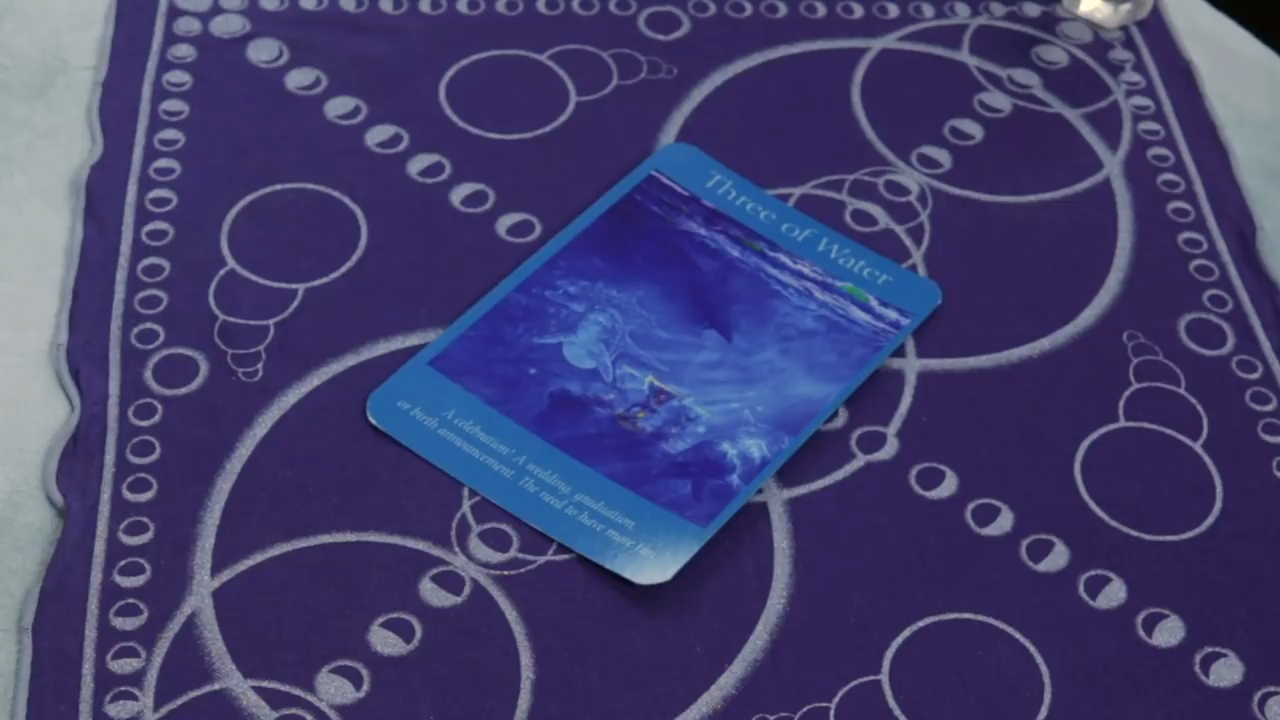 Three of Water
A celebration! A wedding, graduation,
or birth announcement. The need to have more fun.